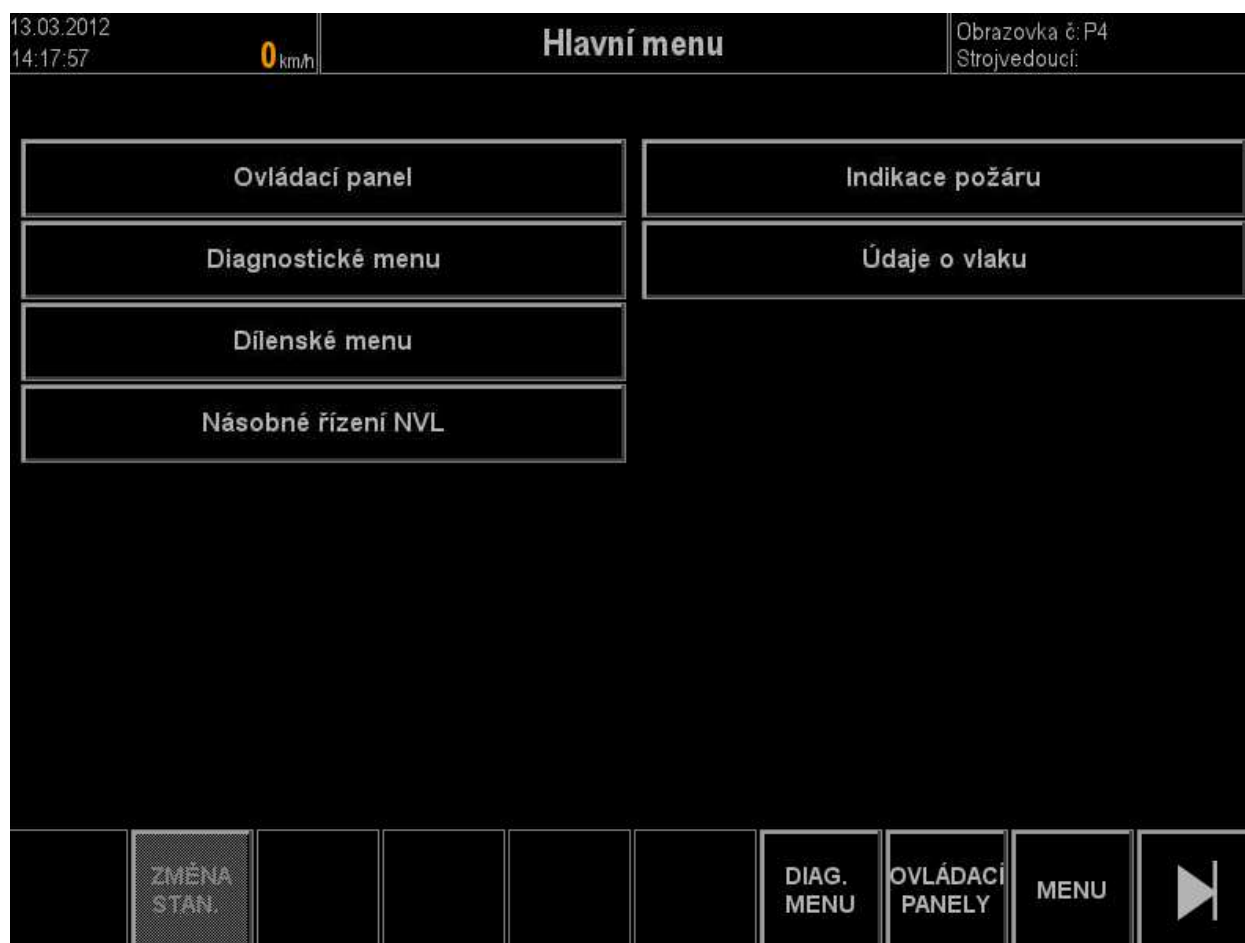 13.03.2012
14:17:57
0 km/h
Hlavní menu
Obrazovka č: P4
Strojvedoucí:
Ovládací panel
Indikace požáru
Diagnostické menu
Údaje o vlaku
Dílenské menu
Násobné řízení NVL
ZMĚNA
STAN.
DIAG.
MENU
OVLÁDACÍ
PANELY
MENU